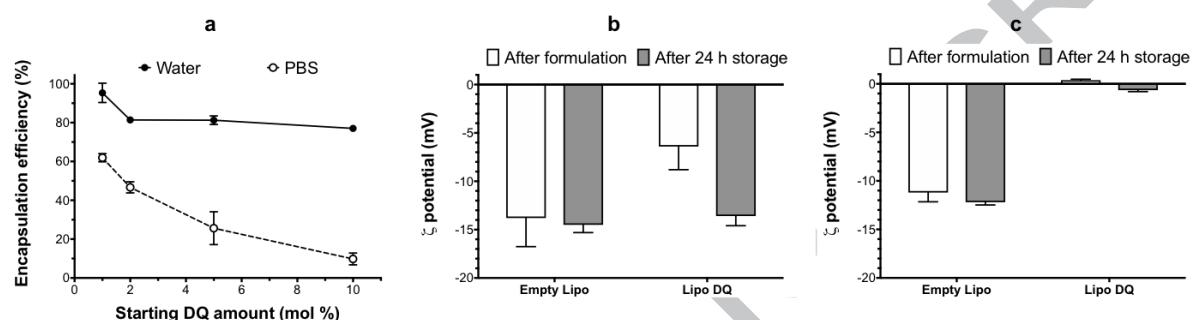 a
Water PBS
Encapsulation efficiency (%)
100
80
60
40
20
0
0 2 4 6 8 10
Starting DQ amount (mol %)
b
After formulation After 24 h storage
ζ potential (mV)
0
-5
-10
-15
-20
Empty Lipo Lipo DQ
c
After formulation After 24 h storage
ζ potential (mV)
0
-5
-10
-15
-20
Empty Lipo Lipo DQ